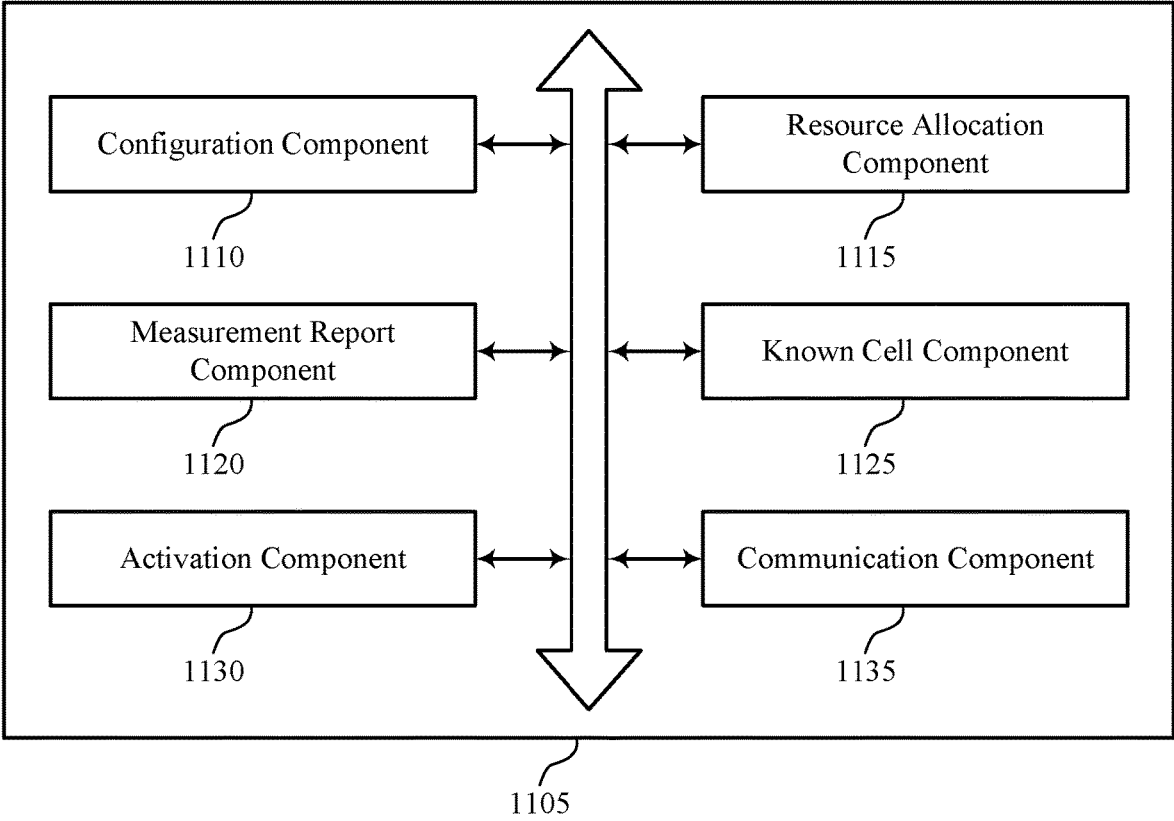 Configuration Component
1110
Resource Allocation
Component
1115
Measurement Report
Component
1120
Known Cell Component
1125
Activation Component
1130
Communication Component
1135
1105